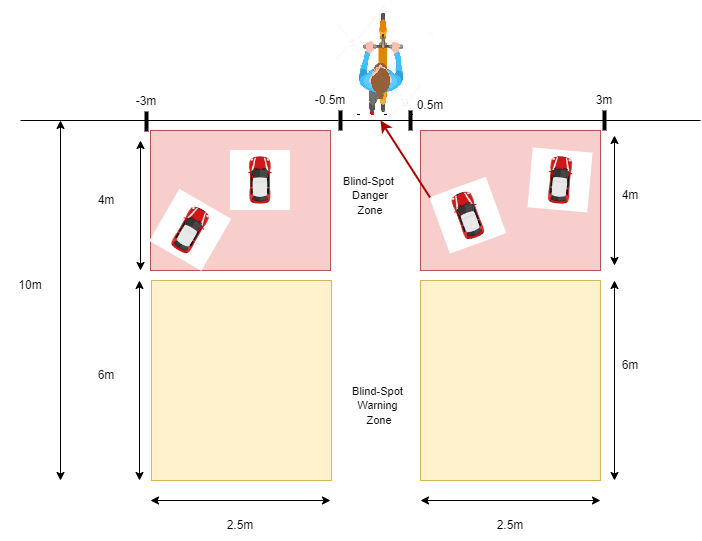 -3m
-0.5m
0.5m
3m
4m
Blind-Spot
Danger
Zone
4m
10m
6m
Blind-Spot
Warning
Zone
6m
2.5m
2.5m